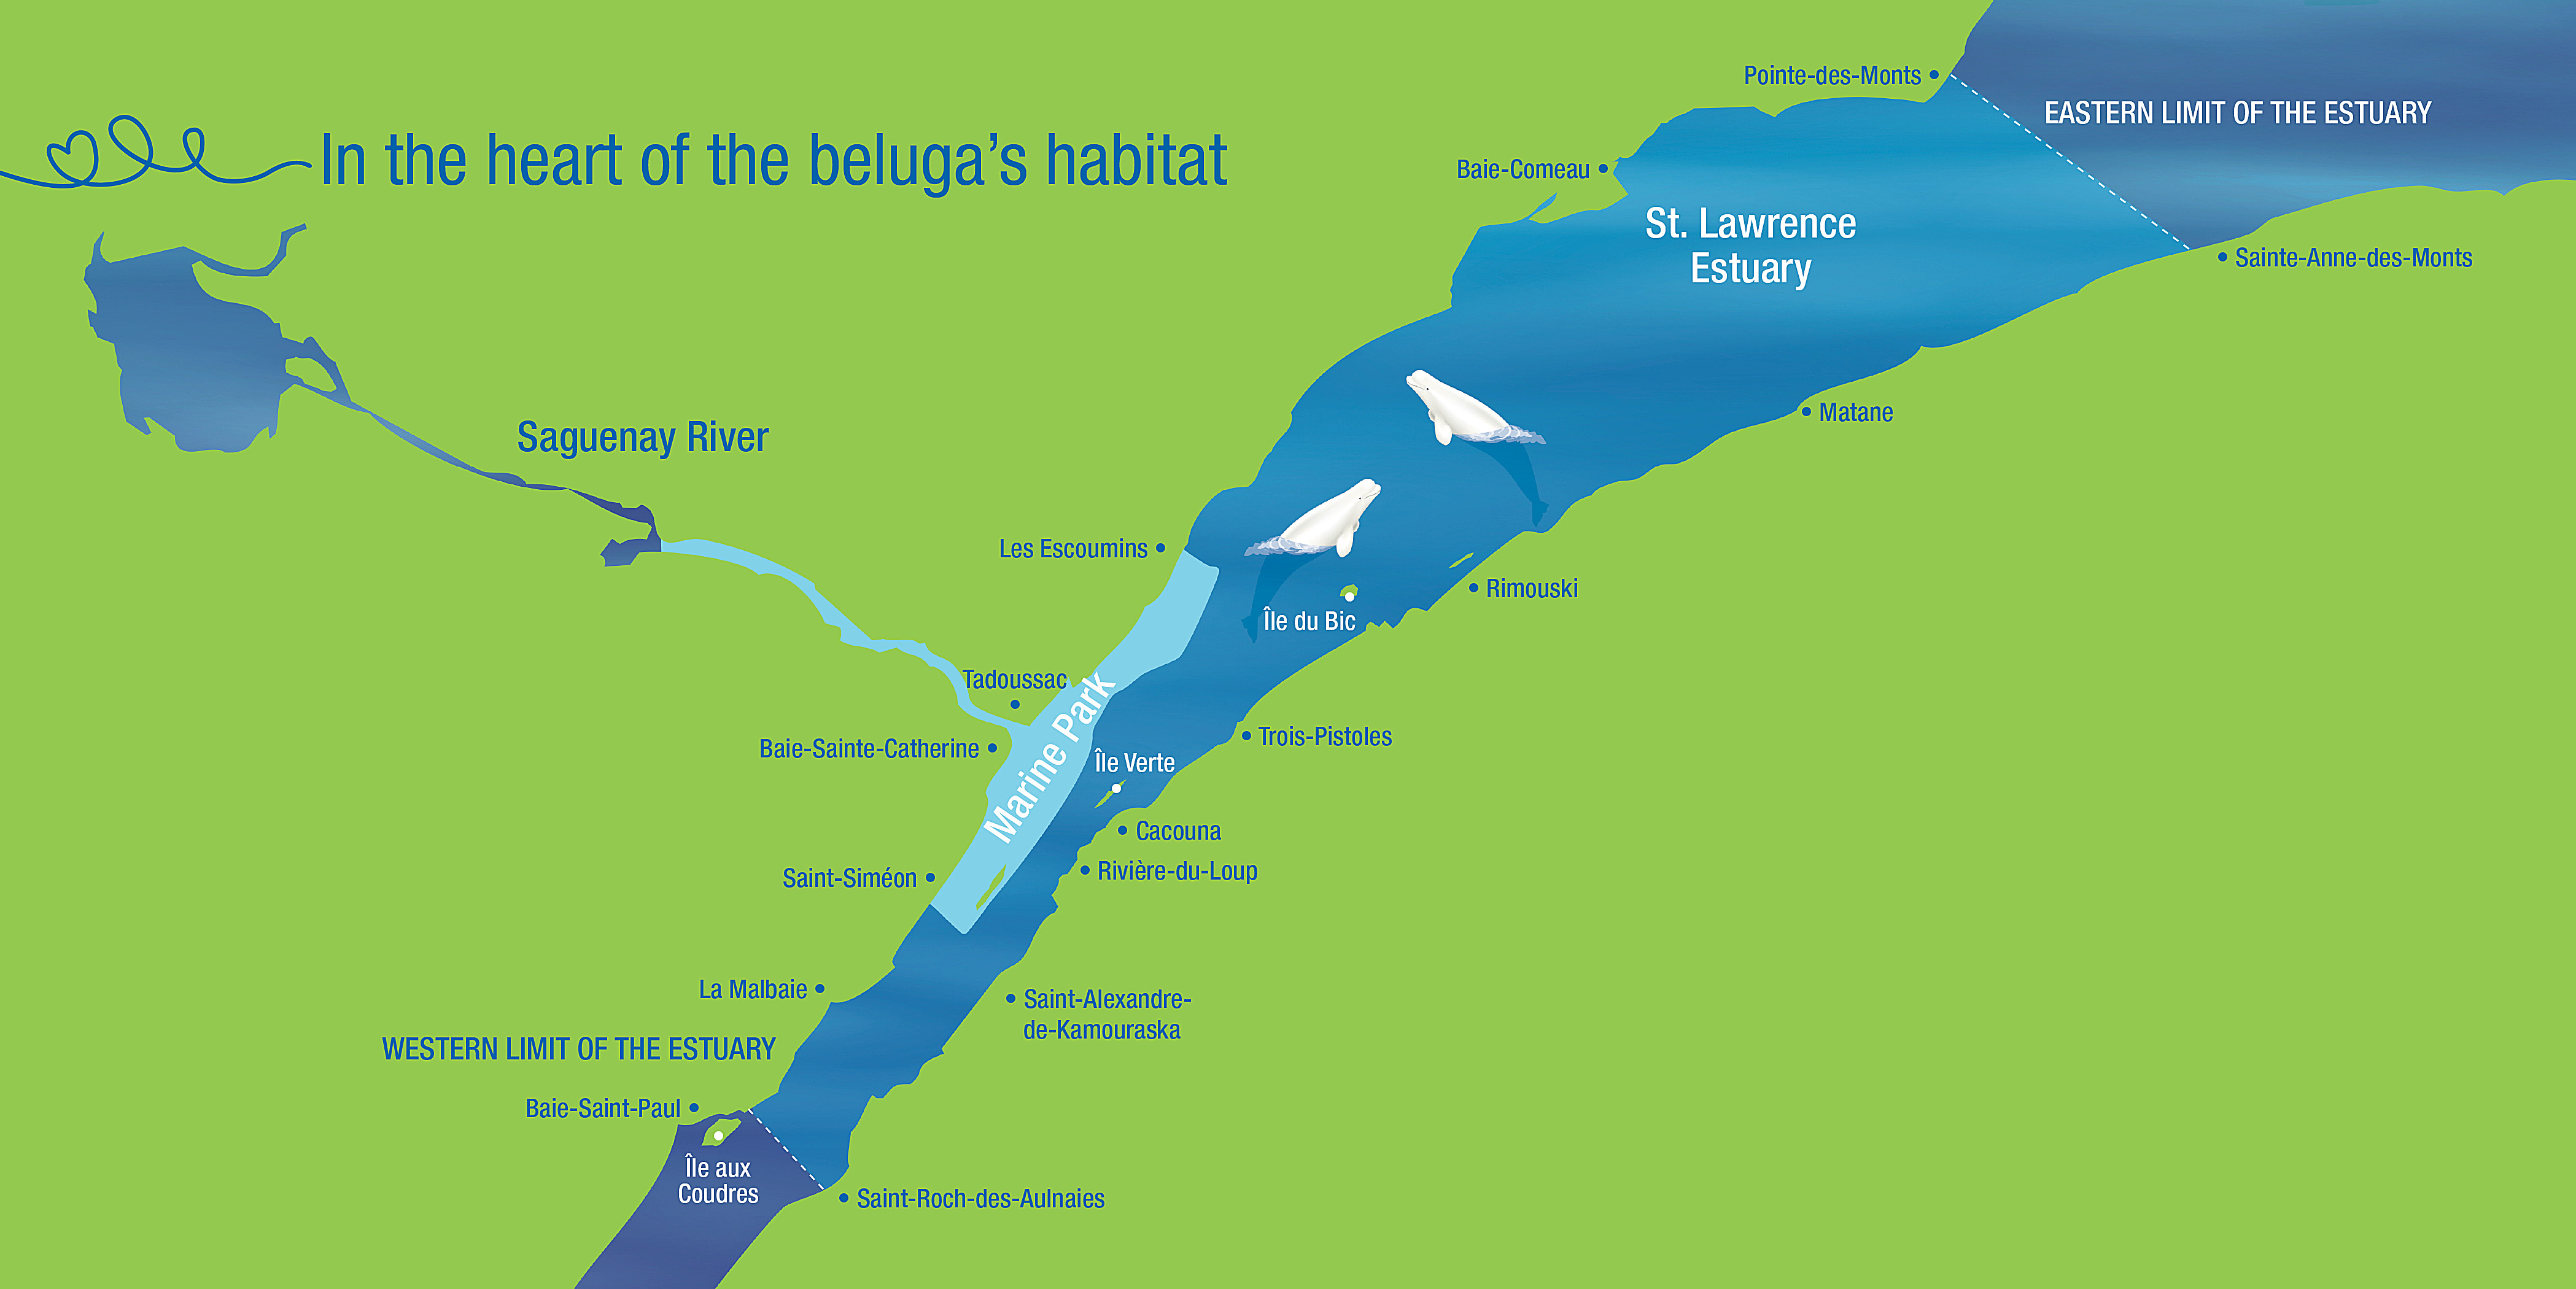 Pointe-des-Monts
EASTERN LIMIT OF THE ESTUARY
In the heart of the beluga's habitat
Baie-Comeau
St. Lawrence
Estuary
Sainte-Anne-des-Monts
Matane
Saguenay River
Les Escoumins
Rimouski
Île du Bic
Tadoussac
Marine Park
Trois-Pistoles
Baie-Sainte-Catherine
Île Verte
Cacouna
Rivière-du-Loup
Saint-Siméon
La Malbaie
Saint-Alexandre-
de-Kamouraska
WESTERN LIMIT OF THE ESTUARY
Baie-Saint-Paul
Île aux
Coudres
Saint-Roch-des-Aulnaies